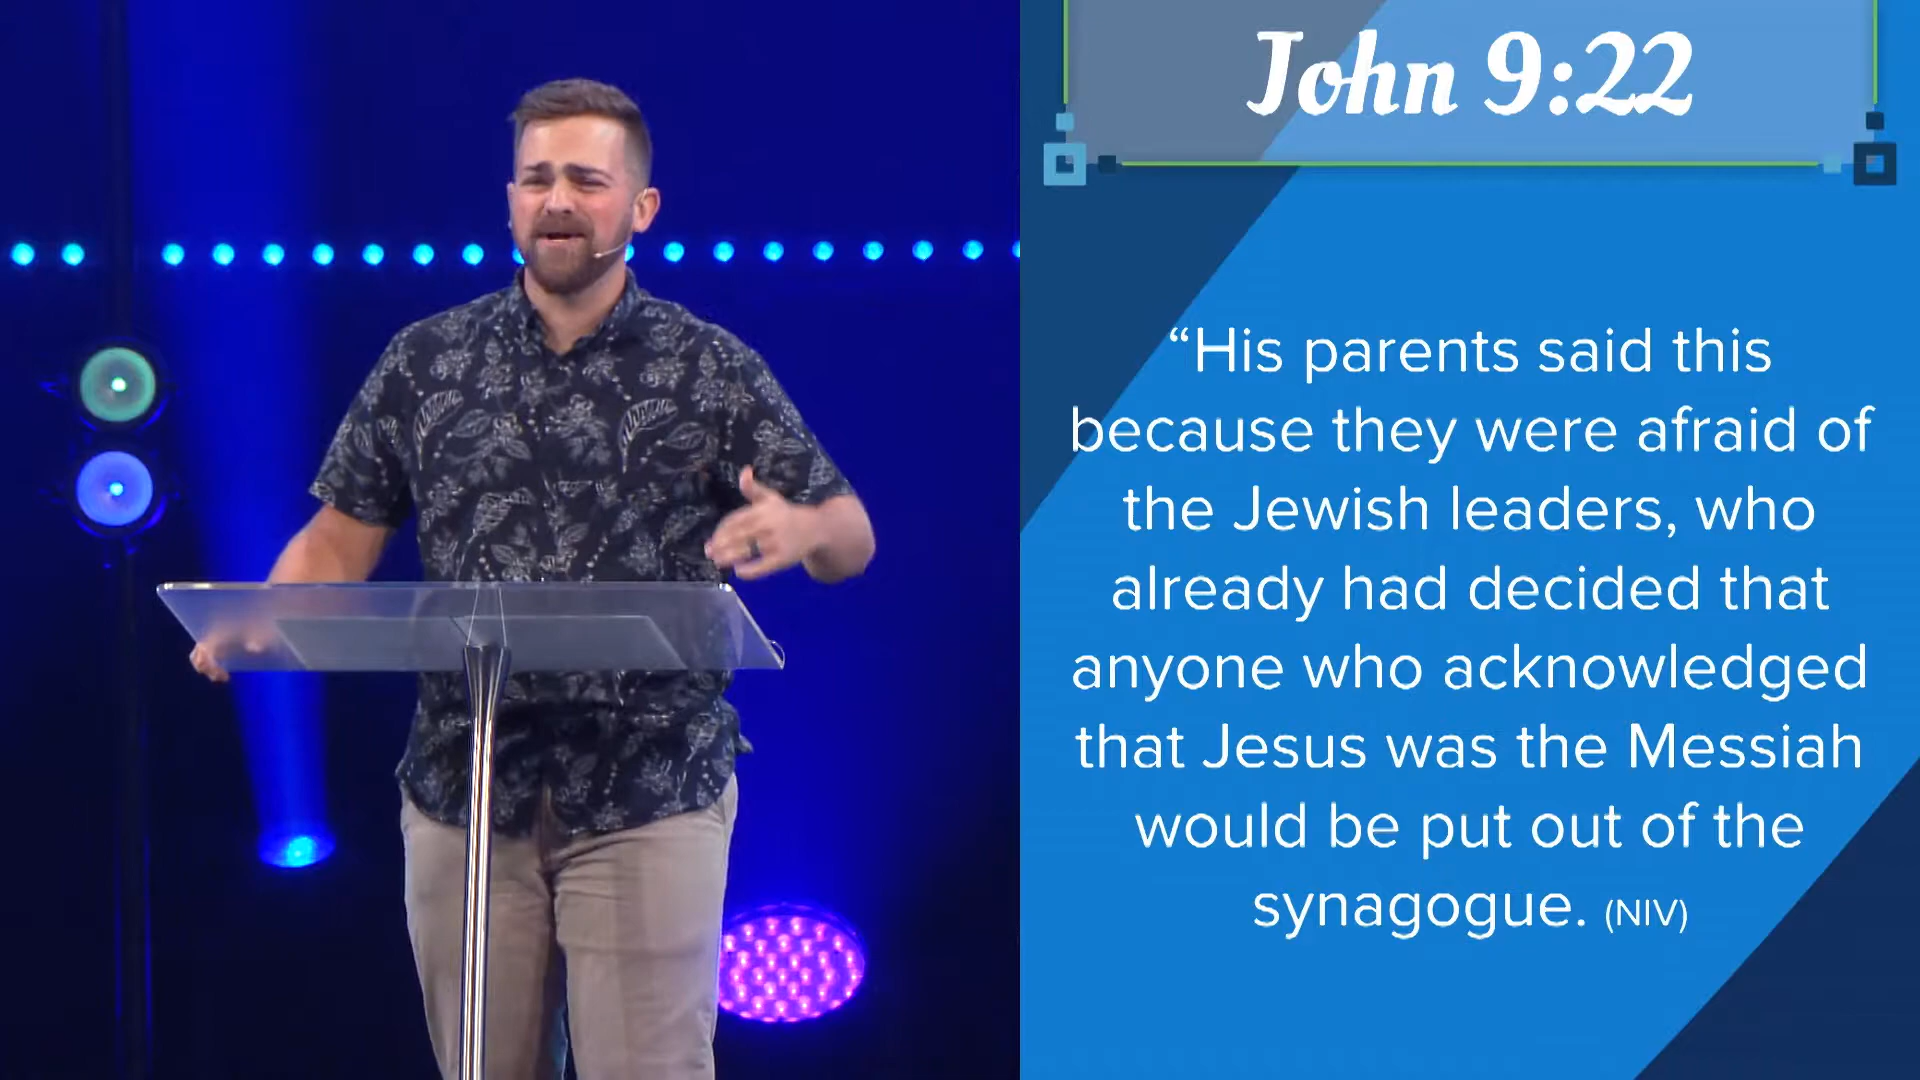 John 9:22
“His parents said this
because they were afraid of
the Jewish leaders, who
already had decided that
anyone who acknowledged
that Jesus was the Messiah
would be put out of the
synagogue. (NIV)